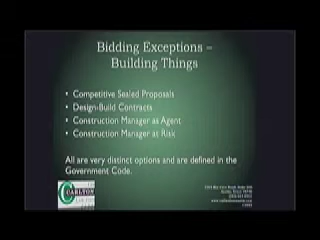 Bidding Exceptions –
Building Things
• Competitive Sealed Proposals
• Design-Build Contracts
• Construction Manager as Agent
• Construction Manager at Risk
All are very distinct options and are defined in the
Government Code.
CARLTON